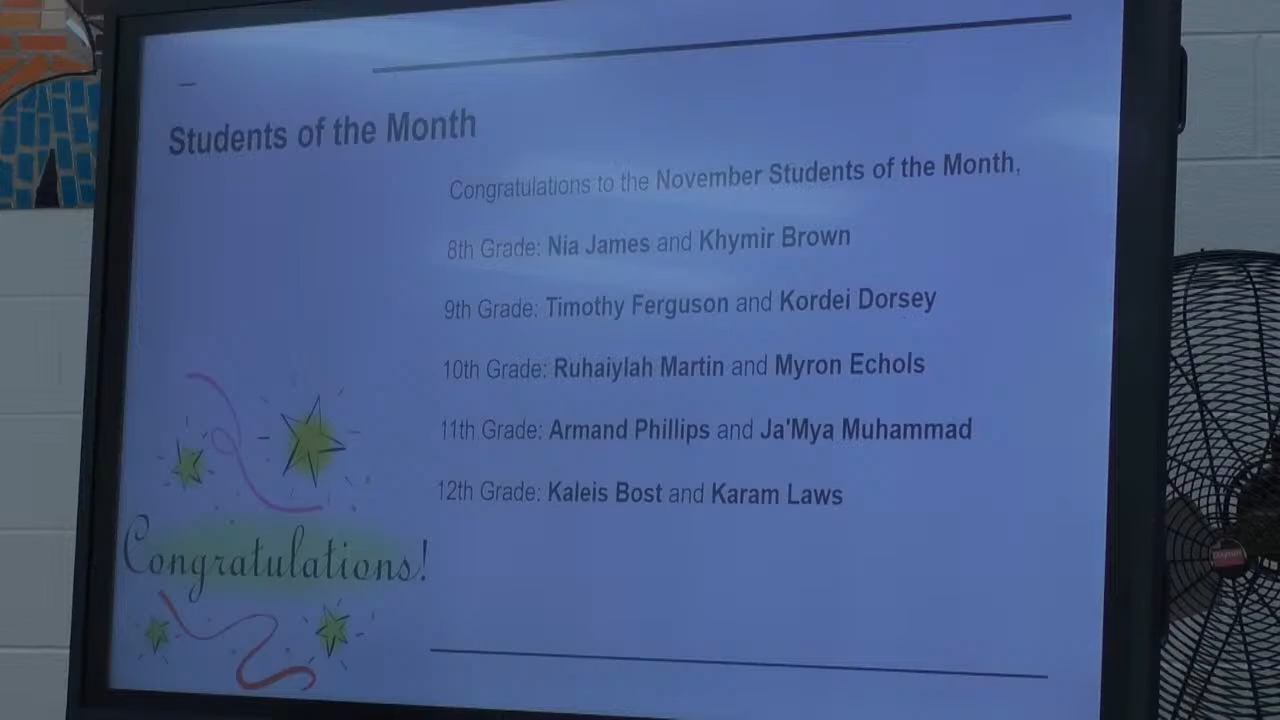 Students of the Month
Congratulations to the November Students of the Month,
8th Grade: Nia James and Khymir Brown
9th Grade: Timothy Ferguson and Kordei Dorsey
10th Grade: Ruhaiylah Martin and Myron Echols
11th Grade: Armand Phillips and Ja'Mya Muhammad
12th Grade: Kaleis Bost and Karam Laws
Congratulations!